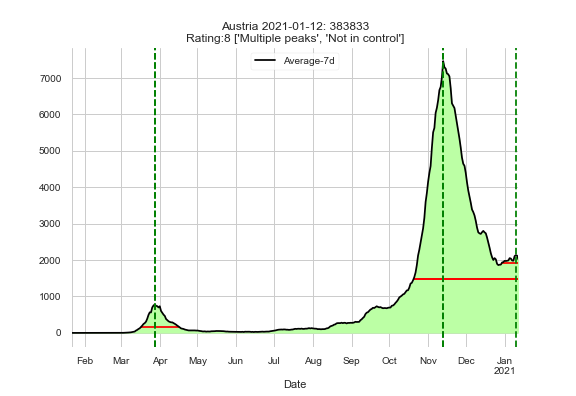 Austria 2021-01-12: 383833
Rating:8 ['Multiple peaks', 'Not in control']
Average-7d
7000
6000
5000
4000
3000
2000
1000
0
Feb Mar Apr May Jun Jul Aug Sep Oct Nov Dec Jan
2021
Date